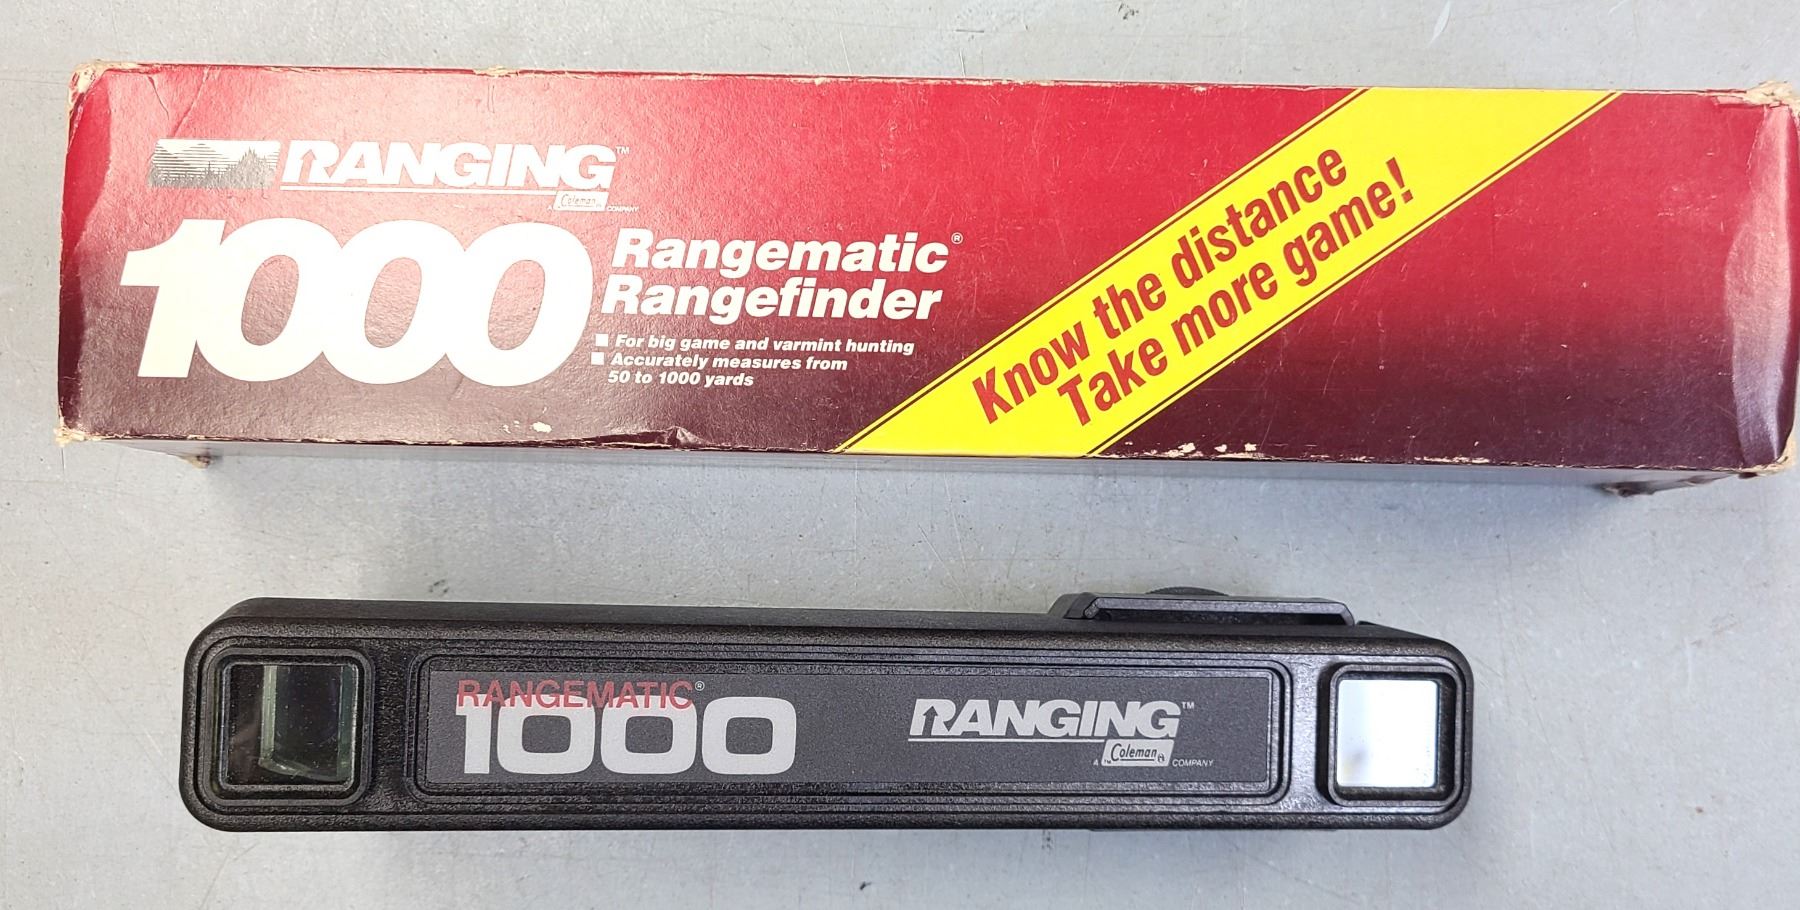 RANGING™
A Coleman COMPANY
1000
Rangematic®
Rangefinder
■ For big game and varmint hunting
■ Accurately measures from
50 to 1000 yards
Know the distance
Take more game!
RANGEMATIC®
1000
RANGING™
A Coleman® COMPANY